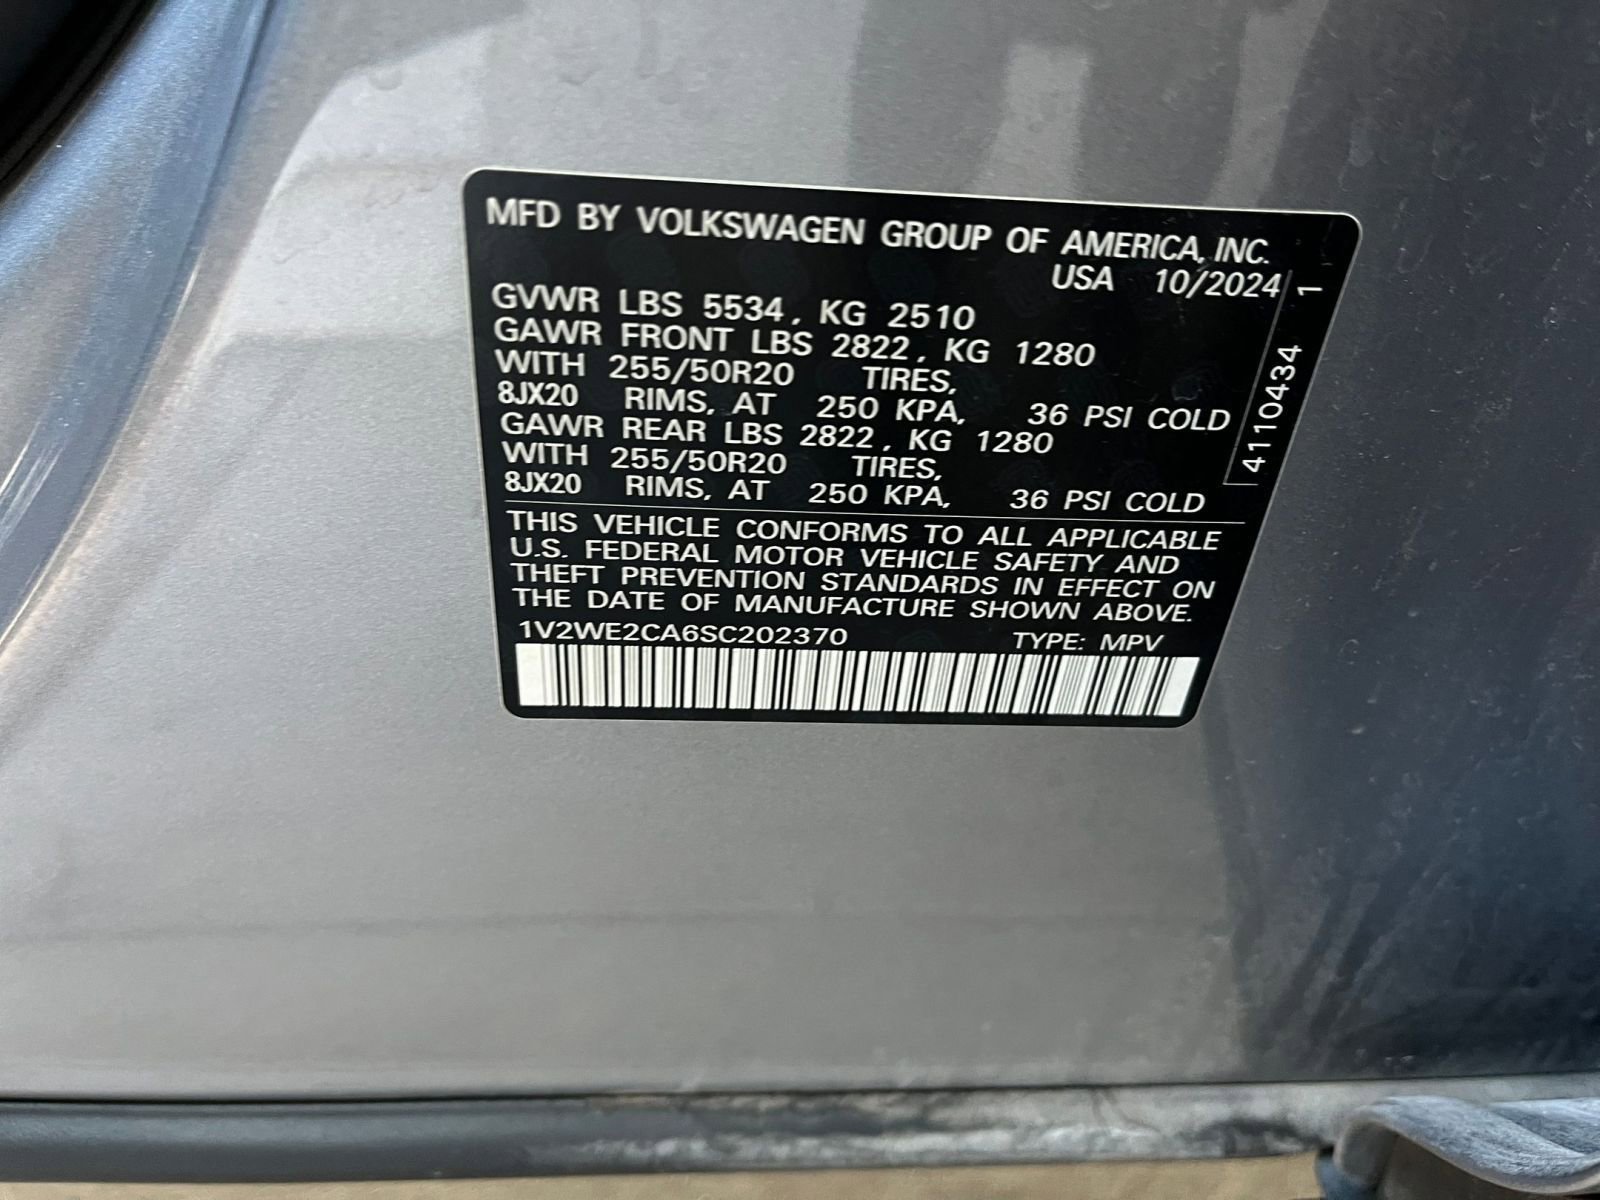 MFD BY VOLKSWAGEN GROUP OF AMERICA, INC.
USA 10/2024
GVWR LBS 5534, KG 2510
GAWR FRONT LBS 2822, KG 1280
WITH 255/50R20 TIRES,
8JX20 RIMS, AT 250 KPA, 36 PSI COLD
GAWR REAR LBS 2822, KG 1280
WITH 255/50R20 TIRES,
8JX20 RIMS, AT 250 KPA, 36 PSI COLD
4110434 1
THIS VEHICLE CONFORMS TO ALL APPLICABLE
U.S. FEDERAL MOTOR VEHICLE SAFETY AND
THEFT PREVENTION STANDARDS IN EFFECT ON
THE DATE OF MANUFACTURE SHOWN ABOVE.
1V2WE2CA6SC202370 TYPE: MPV